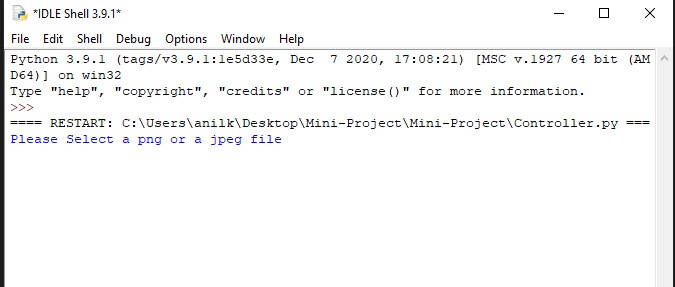 *IDLE Shell 3.9.1*
File Edit Shell Debug Options Window Help
Python 3.9.1 (tags/v3.9.1:1e5d33e, Dec  7 2020, 17:08:21) [MSC v.1927 64 bit (AM
D64)] on win32
Type "help", "copyright", "credits" or "license()" for more information.
>>>
==== RESTART: C:\Users\anilk\Desktop\Mini-Project\Mini-Project\Controller.py ===
Please Select a png or a jpeg file